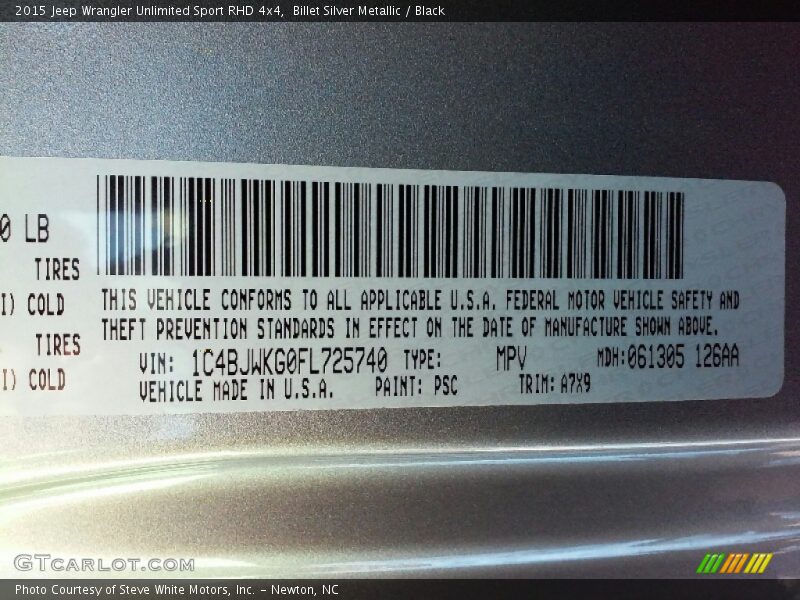 2015 Jeep Wrangler Unlimited Sport RHD 4x4, Billet Silver Metallic / Black
0 LB
TIRES
I) COLD
TIRES
I) COLD
THIS VEHICLE CONFORMS TO ALL APPLICABLE U.S.A. FEDERAL MOTOR VEHICLE SAFETY AND
THEFT PREVENTION STANDARDS IN EFFECT ON THE DATE OF MANUFACTURE SHOWN ABOVE.
VIN: 1C4BJWKG0FL725740 TYPE: MPV MDH:061305 126AA
VEHICLE MADE IN U.S.A. PAINT: PSC TRIM: A7X9
GTCARLOT.COM
Photo Courtesy of Steve White Motors, Inc. – Newton, NC